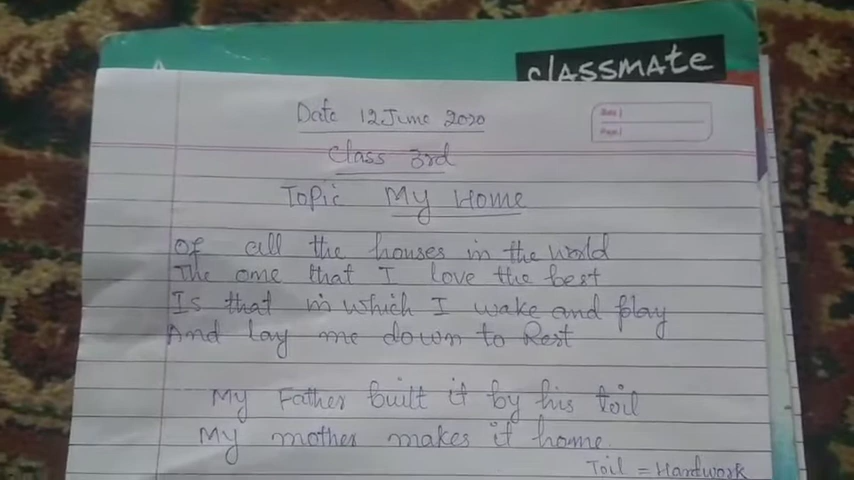 classmate
Date |
Page |
Date 12 June 2020
Class 3rd
Topic My Home
Of all the houses in the world
The one that I love the best
Is that in which I wake and play
And lay me down to Rest
My Father built it by his toil
My mother makes it home
Toil = Hardwork